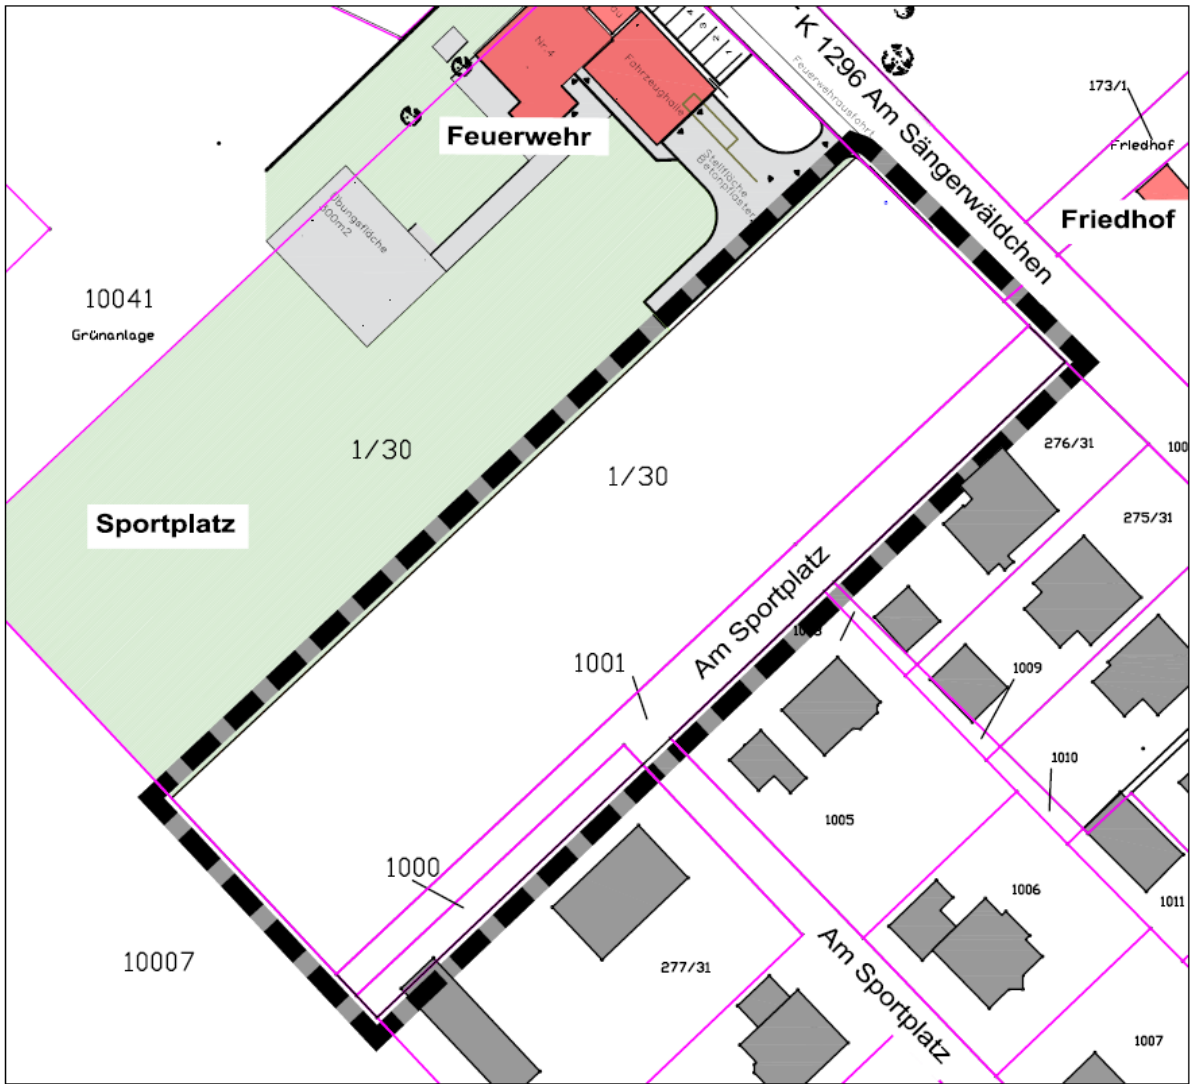 Nr.4
Fahrzeughalle
K 1296 Am Sängerwäldchen
Feuerwehrausfahrt
173/1
Friedhof
Feuerwehr
Stellfläche
Betonpflaster
Friedhof
Übungsfläche
600m2
10041
Grünanlage
1/30
1/30
276/31
100
275/31
Sportplatz
Am Sportplatz
1001
1009
1010
1005
1000
1006
1011
10007
277/31
Am Sportplatz
1007